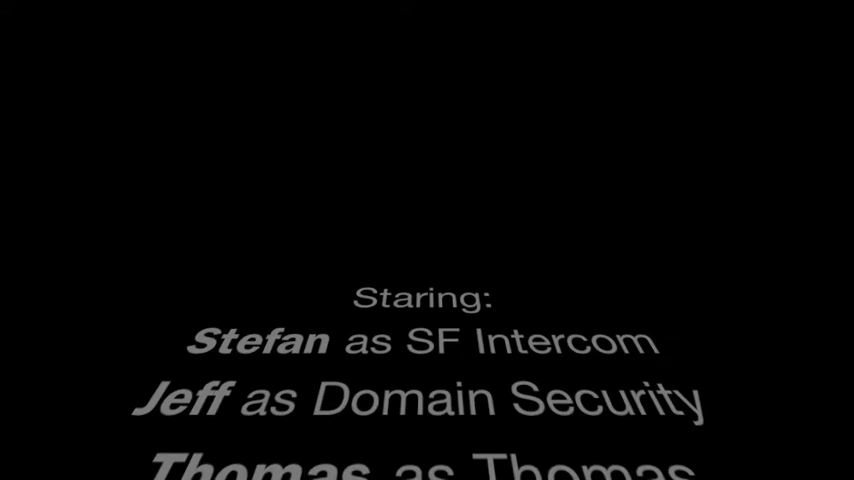 Staring:
Stefan as SF Intercom
Jeff as Domain Security
Thomas as Thomas